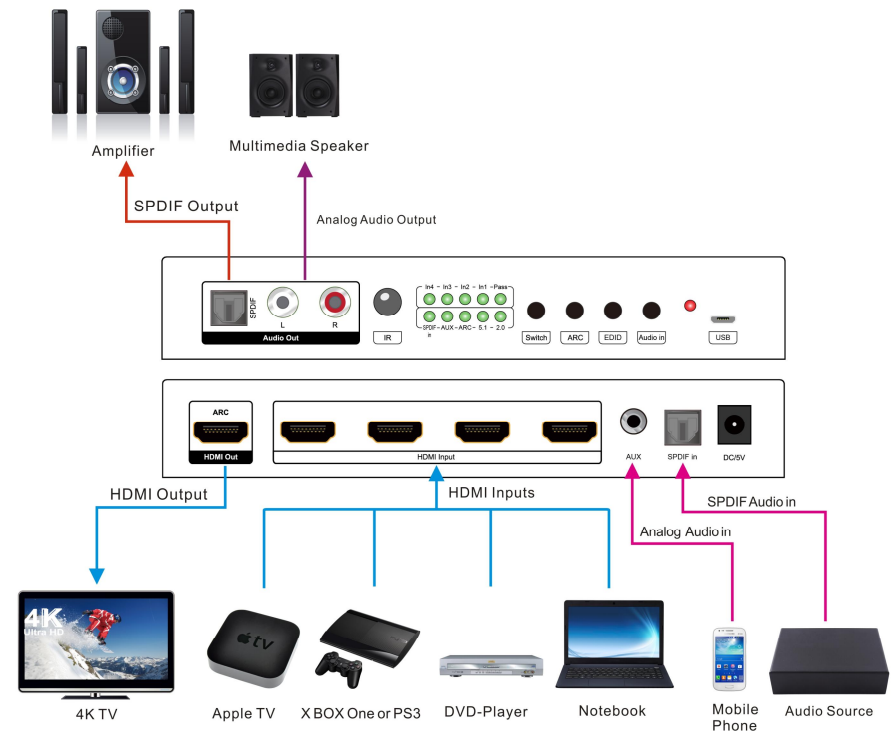 Amplifier
Multimedia Speaker
SPDIF Output
Analog Audio Output
In4 - In3 - In2 - In1 - Pass
SPDIF
L
R
Audio Out
IR
SPDIF - AUX - ARC - 5.1 - 2.0
in
Switch
ARC
EDID
Audio in
USB
ARC
HDMI Out
HDMI Input
AUX
SPDIF in
DC/5V
HDMI Output
HDMI Inputs
SPDIF Audio in
Analog Audio in
4K
Ultra HD
tv
4K TV
Apple TV
X BOX One or PS3
DVD-Player
Notebook
Mobile
Phone
Audio Source